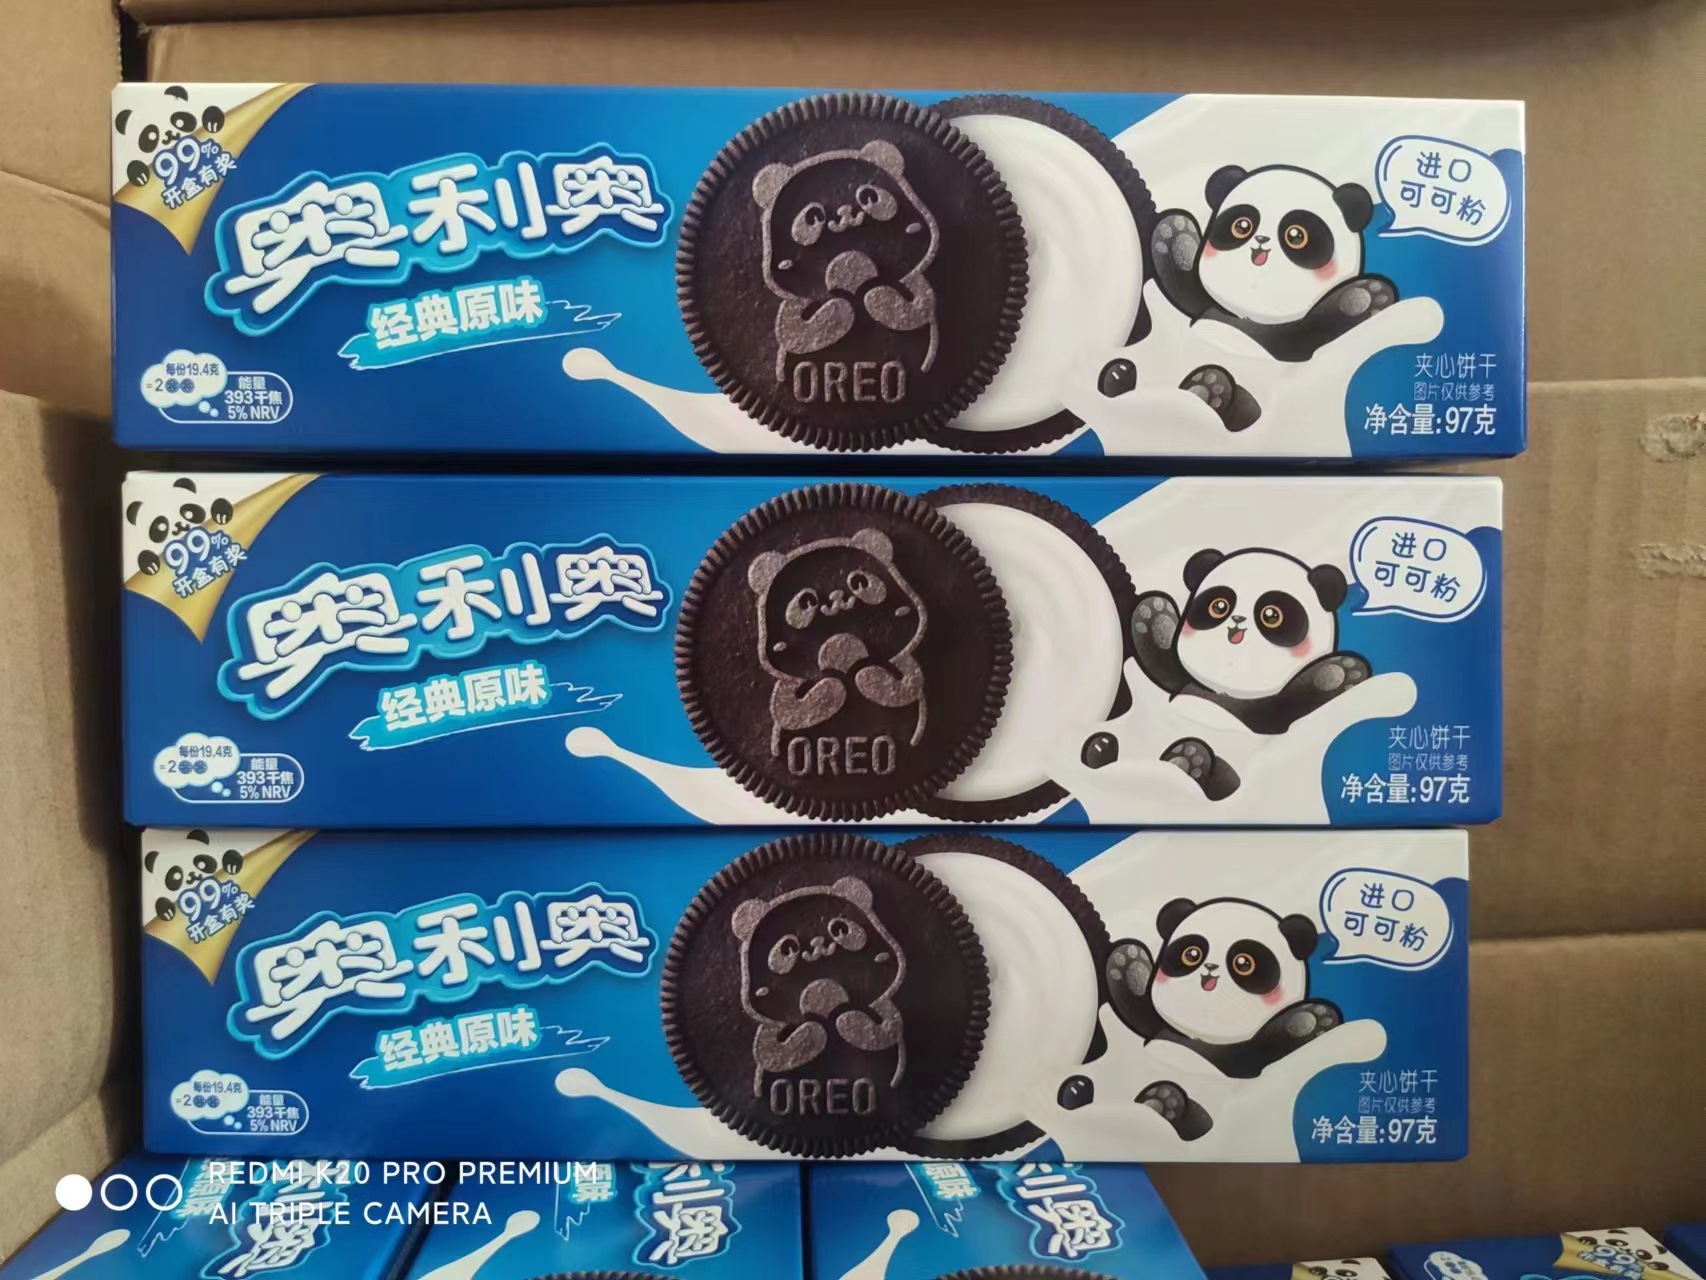 99%
开盒有奖
奥利奥
经典原味
每份19.4克
=2
能量
393千焦
5% NRV
OREO
进口
可可粉
夹心饼干
图片仅供参考
净含量:97克
99%
开盒有奖
奥利奥
经典原味
每份19.4克
=2
能量
393千焦
5% NRV
OREO
进口
可可粉
夹心饼干
图片仅供参考
净含量:97克
99%
开盒有奖
奥利奥
经典原味
每份19.4克
=2
能量
393千焦
5% NRV
OREO
进口
可可粉
夹心饼干
图片仅供参考
净含量:97克
REDMI K20 PRO PREMIUM
AI TRIPLE CAMERA
原味
利奥
原味
利奥